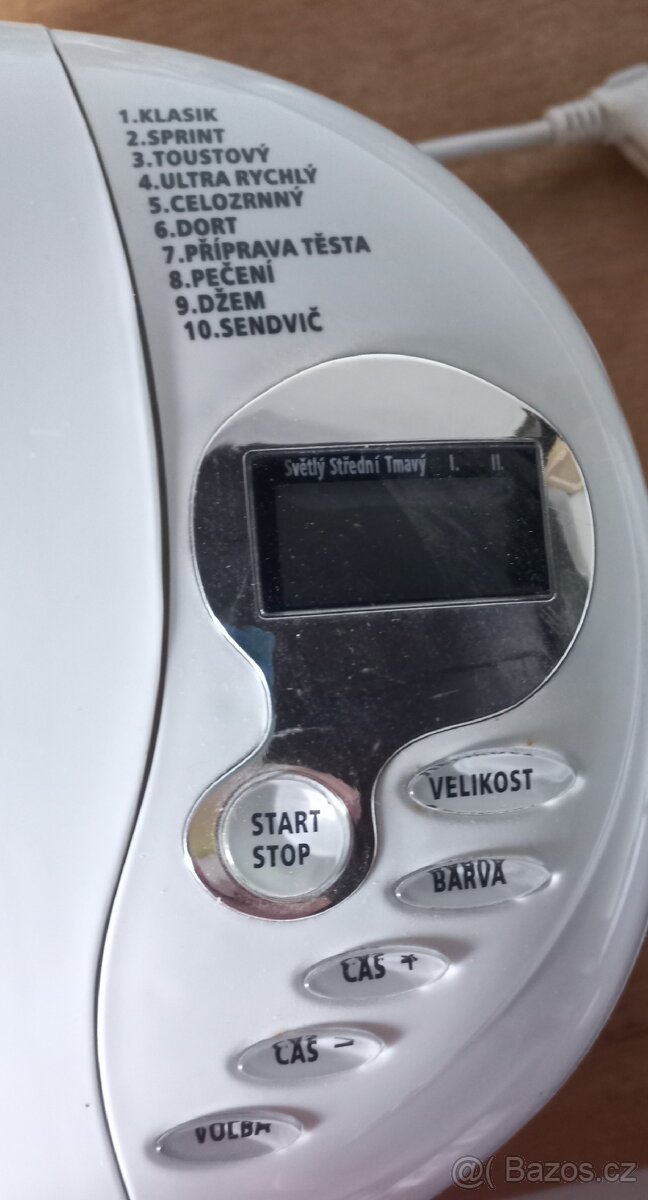 1.KLASIK
2.SPRINT
3.TOUSTOVÝ
4.ULTRA RYCHLÝ
5.CELOZRNNÝ
6.DORT
7.PŘÍPRAVA TĚSTA
8.PEČENÍ
9.DŽEM
10.SENDVIČ
Světlý Střední Tmavý I. II.
VELIKOST
START
STOP
BARVA
ČAS +
ČAS -
VOLBA
@( Bazos.cz